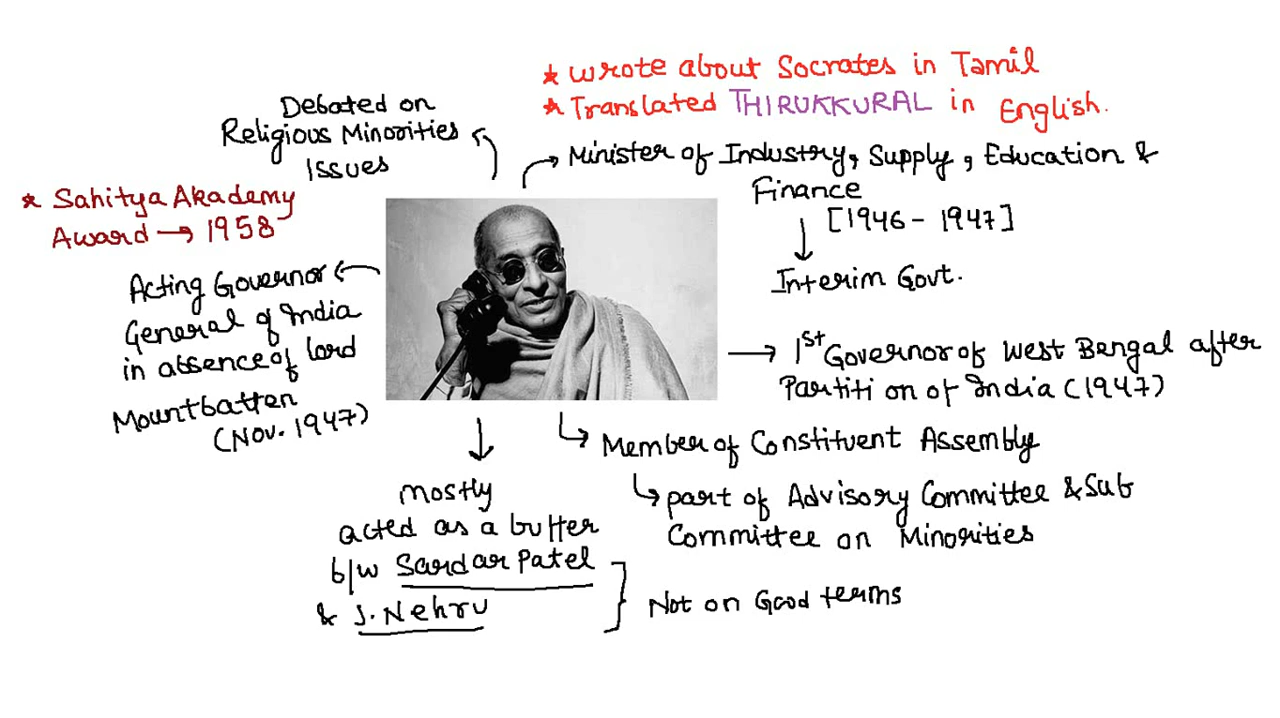 * Wrote about Socrates in Tamil
* Translated THIRUKKURAL in English.
Debated on
Religious Minorities
Issues
Minister of Industry, Supply, Education &
Finance
[1946 - 1947]
Interim Govt.
* Sahitya Akademy
Award → 1958
Acting Governor
General of India
in absence of lord
Mountbatten
(Nov. 1947)
1st Governor of West Bengal after
Partition of India (1947)
Member of Constituent Assembly
part of Advisory Committee & Sub
Committee on Minorities
mostly
acted as a buffer
b/w Sardar Patel
& J. Nehru
Not on Good terms